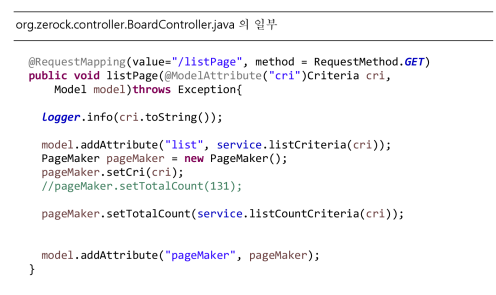 org.zerock.controller.BoardController.java 의 일부
@RequestMapping(value="/listPage", method = RequestMethod.GET)
public void listPage(@ModelAttribute("cri")Criteria cri,
    Model model)throws Exception{
  logger.info(cri.toString());
  model.addAttribute("list", service.listCriteria(cri));
  PageMaker pageMaker = new PageMaker();
  pageMaker.setCri(cri);
  //pageMaker.setTotalCount(131);
  pageMaker.setTotalCount(service.listCountCriteria(cri));
  model.addAttribute("pageMaker", pageMaker);
}